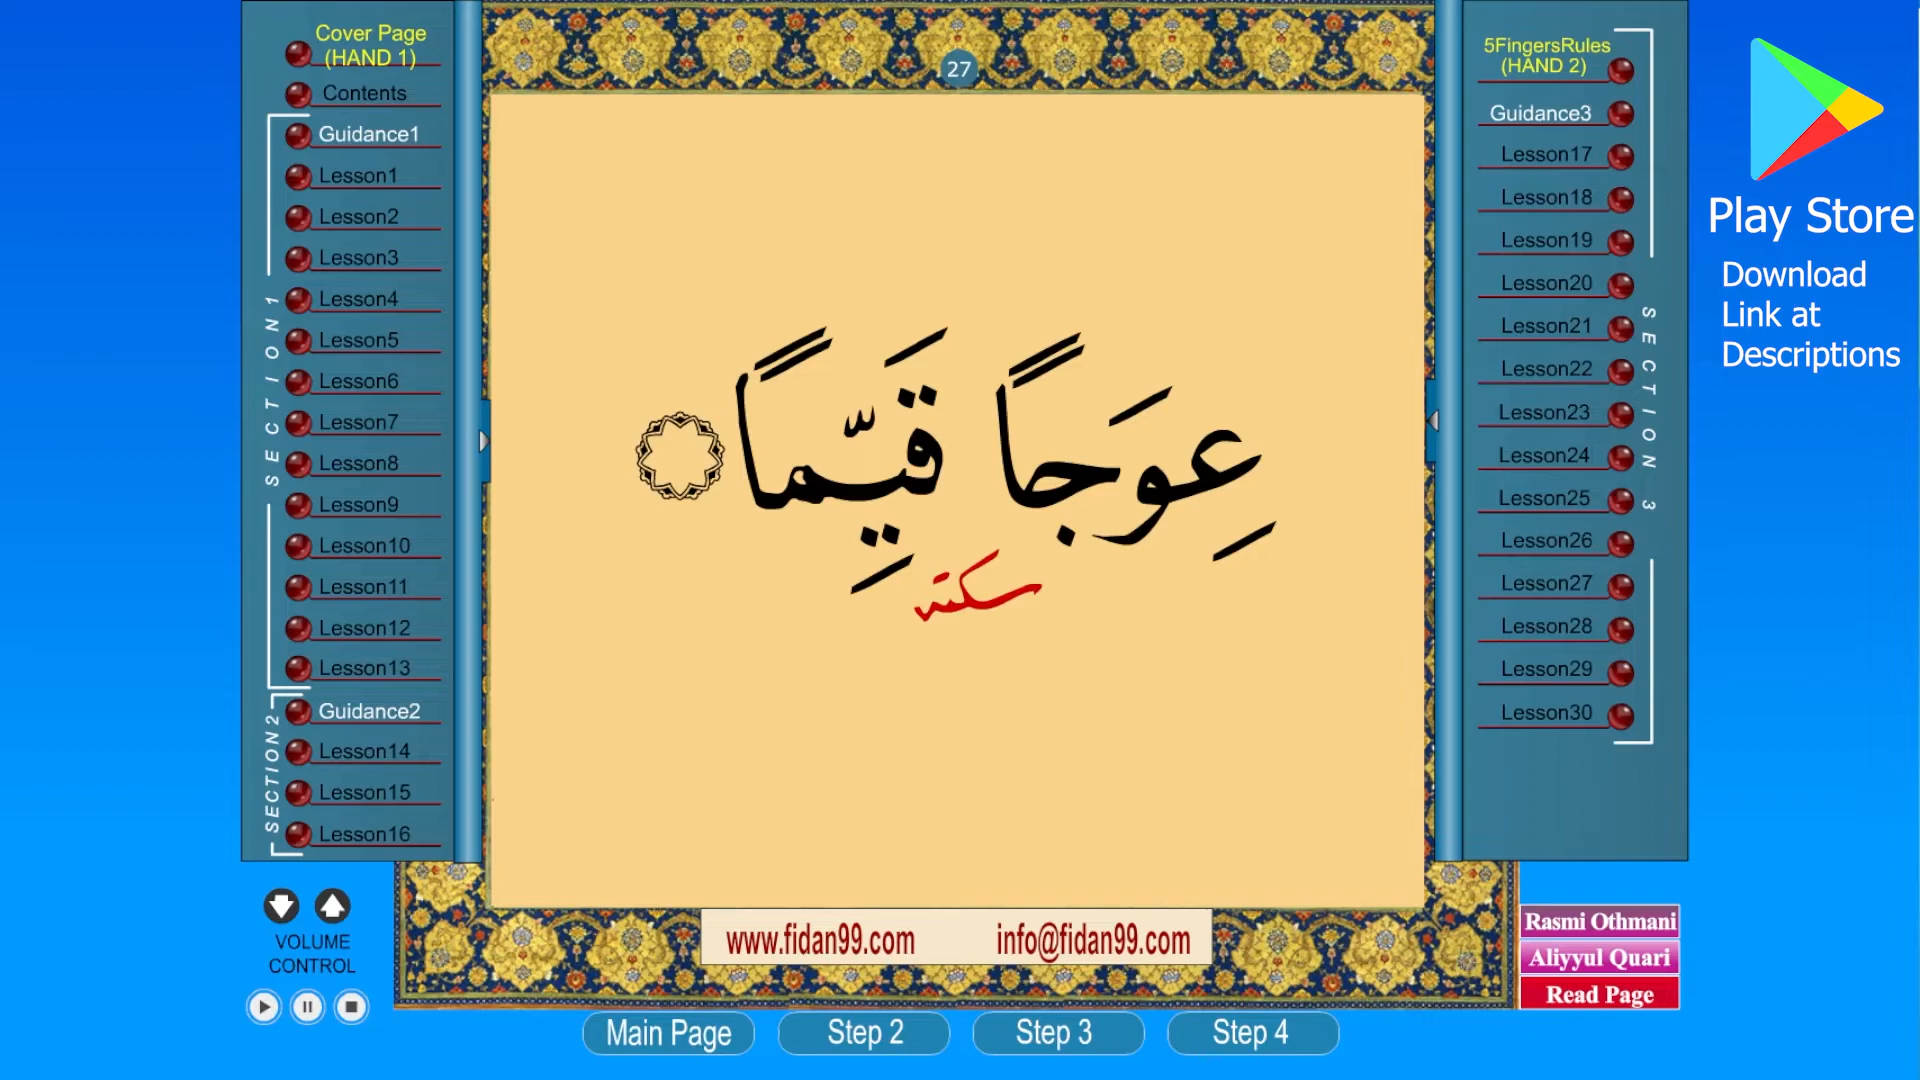 Cover Page
(HAND 1)
Contents
Guidance1
Lesson1
Lesson2
Lesson3
Lesson4
Lesson5
Lesson6
Lesson7
Lesson8
Lesson9
Lesson10
Lesson11
Lesson12
Lesson13
Guidance2
Lesson14
Lesson15
Lesson16
SECTION 1
SECTION 2
27
عِوَجاً قَيِّماً
سكتة
www.fidan99.com info@fidan99.com
5FingersRules
(HAND 2)
Guidance3
Lesson17
Lesson18
Lesson19
Lesson20
Lesson21
Lesson22
Lesson23
Lesson24
Lesson25
Lesson26
Lesson27
Lesson28
Lesson29
Lesson30
SECTION 3
Play Store
Download
Link at
Descriptions
VOLUME
CONTROL
Main Page Step 2 Step 3 Step 4
Rasmi Othmani
Aliyyul Quari
Read Page